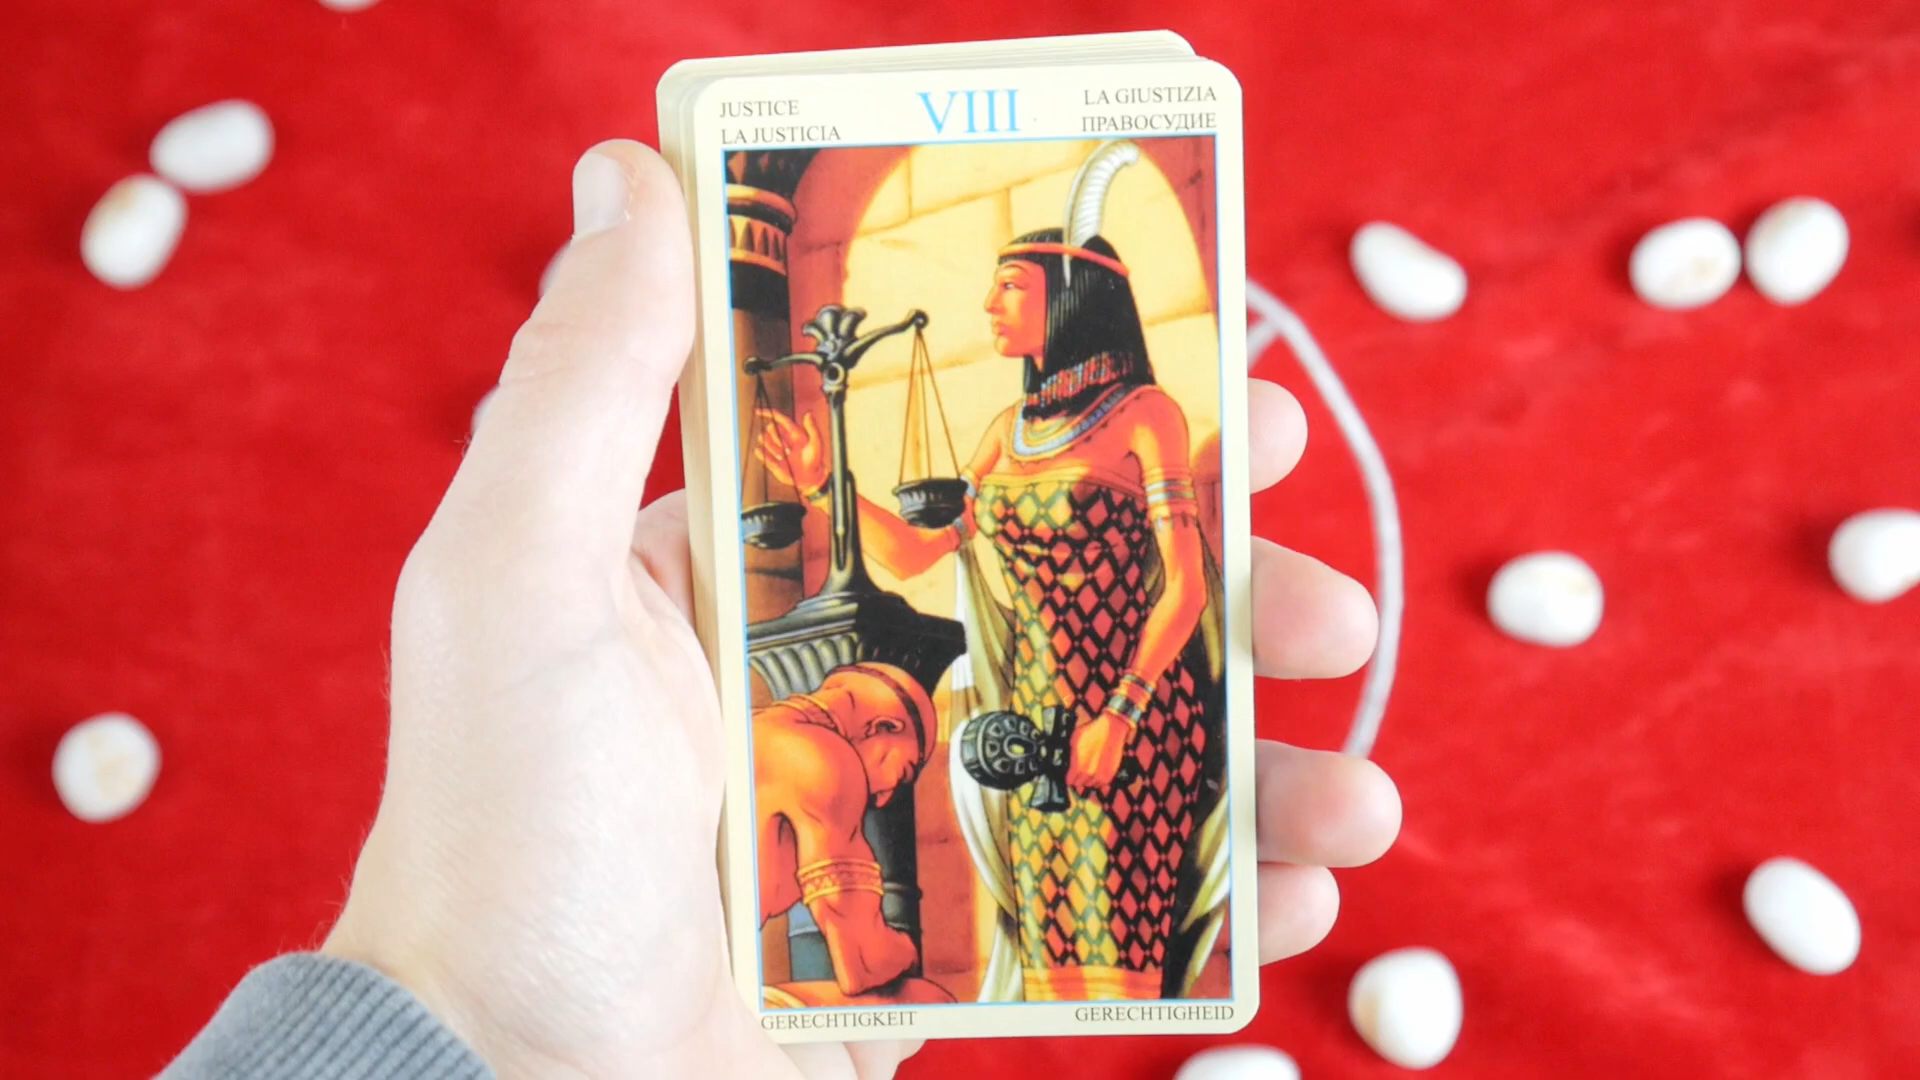 JUSTICE
LA JUSTICIA
VIII
LA GIUSTIZIA
ПРАВОСУДИЕ
GERECHTIGKEIT
GERECHTIGHEID